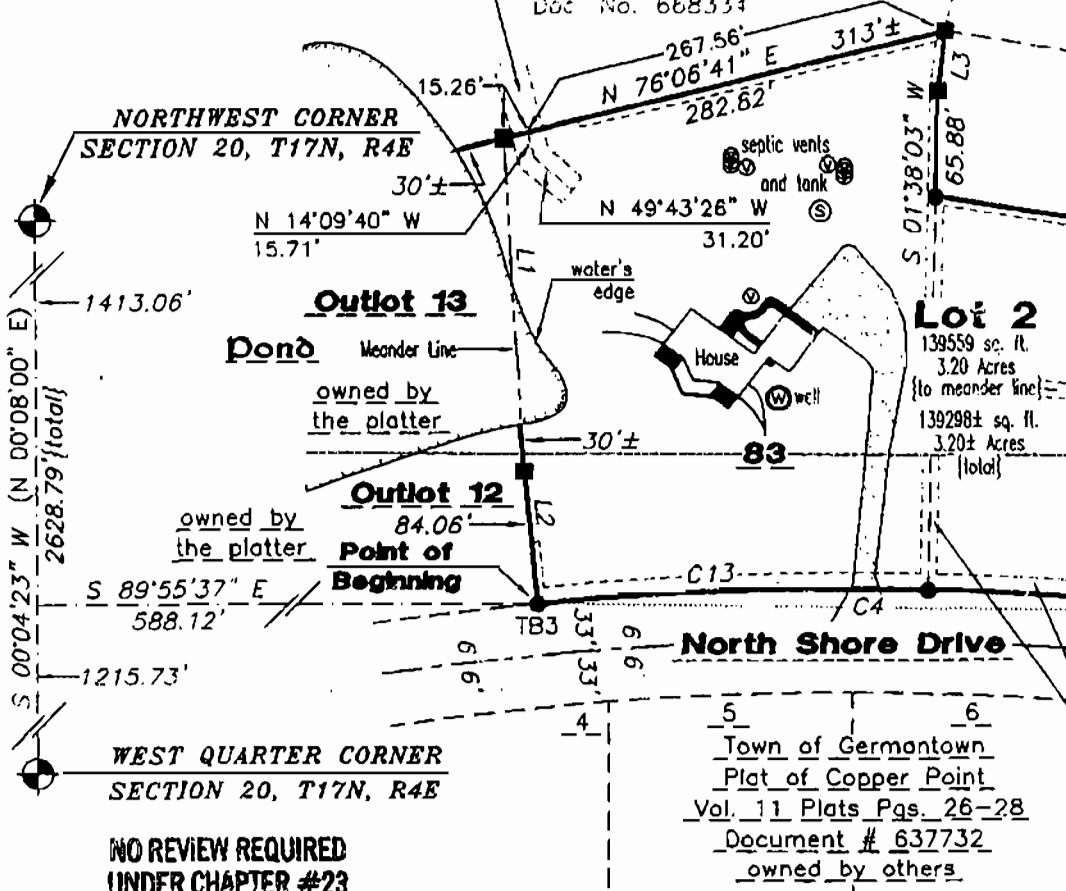 Doc No. 668334
267.56'
313'±
15.26'
N 76°06'41" E
282.62'
L3
NORTHWEST CORNER
SECTION 20, T17N, R4E
septic vents
and tank
V
V
S
S 01°38'03" W
65.88'
30'±
N 14°09'40" W
15.71'
N 49°43'26" W
31.20'
L1
water's
edge
1413.06'
Outlot 13
V
Lot 2
139559 sq. ft.
3.20 Acres
{to meander line}
139298± sq. ft.
3.20± Acres
{total}
Pond
Meander Line
House
W well
owned by
the platter
30'±
83
S 00°04'23" W (N 00°08'00" E)
2628.79' {total}
Outlot 12
84.06'
L2
owned by
the platter
Point of
Beginning
S 89°55'37" E
588.12'
C13
C4
TB3
33' 33'
6' 6'
6' 6'
North Shore Drive
1215.73'
4
5
6
WEST QUARTER CORNER
SECTION 20, T17N, R4E
Town of Germantown
Plat of Copper Point
Vol. 11 Plats Pgs. 26-28
Document # 637732
owned by others
NO REVIEW REQUIRED
UNDER CHAPTER #23